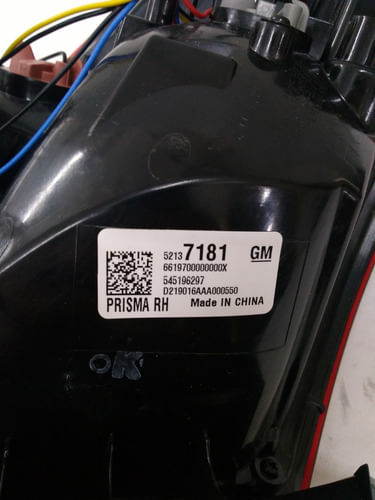 52137181 GM
6619700000000X
545196297
D219016AAA000550
PRISMA RH Made IN CHINA
OK